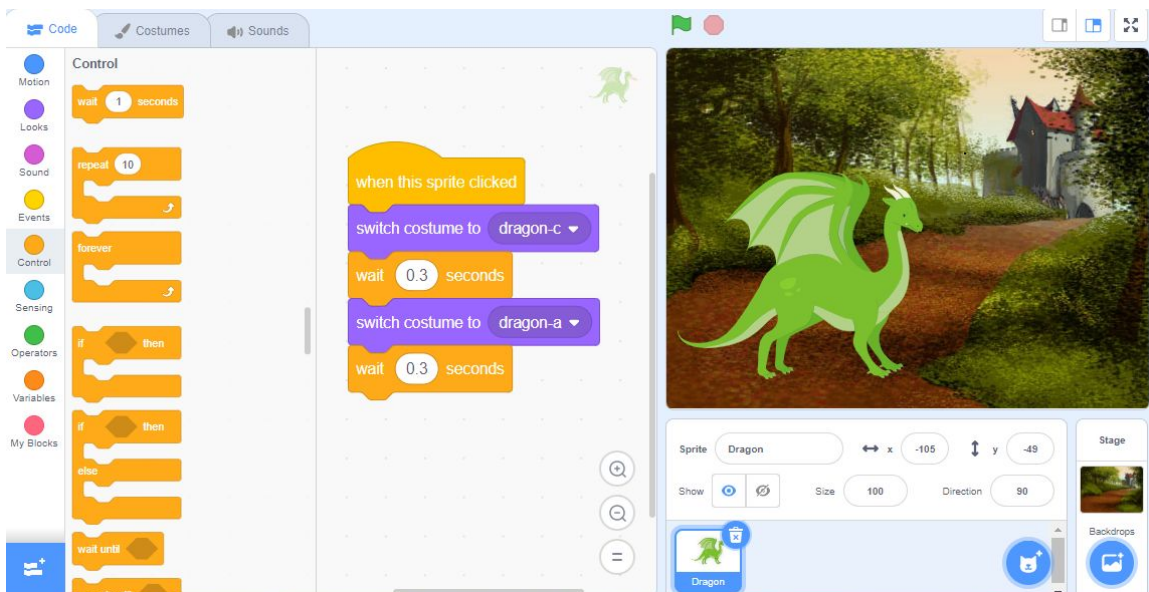 Code
Costumes
Sounds
Motion
Looks
Sound
Events
Control
Sensing
Operators
Variables
My Blocks
Control
wait 1 seconds
repeat 10
forever
if then
if then
else
wait until
when this sprite clicked
switch costume to dragon-c
wait 0.3 seconds
switch costume to dragon-a
wait 0.3 seconds
Sprite Dragon x -105 y -49
Show Size 100 Direction 90
Dragon
Stage
Backdrops